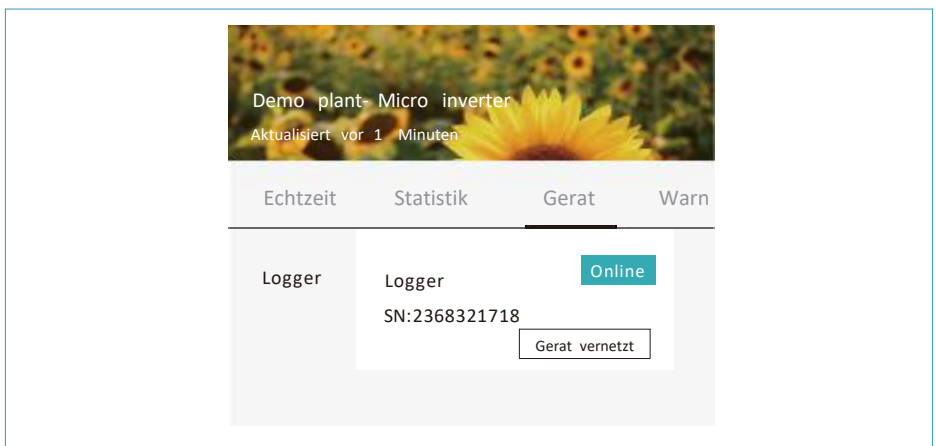 Demo plant- Micro inverter
Aktualisiert vor 1 Minuten
Echtzeit Statistik Gerat Warn
Logger
Logger
Online
SN:2368321718
Gerat vernetzt